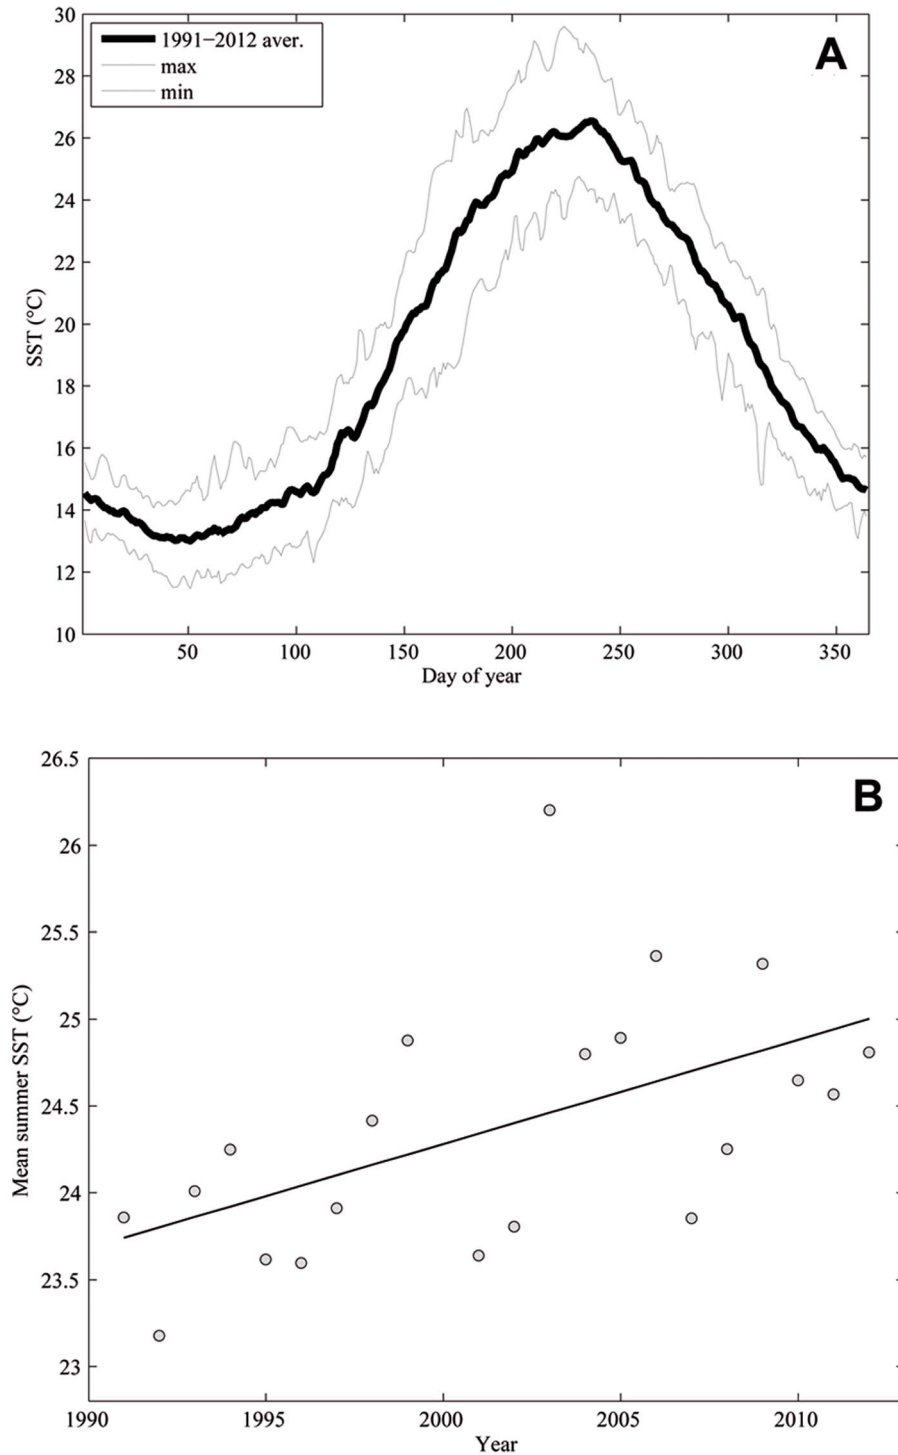 30
A
1991−2012 aver.
max
min
28
26
24
22
20
18
16
14
12
10
SST (°C)
50 100 150 200 250 300 350
Day of year
26.5
B
26
25.5
25
24.5
24
23.5
23
Mean summer SST (°C)
1990 1995 2000 2005 2010
Year